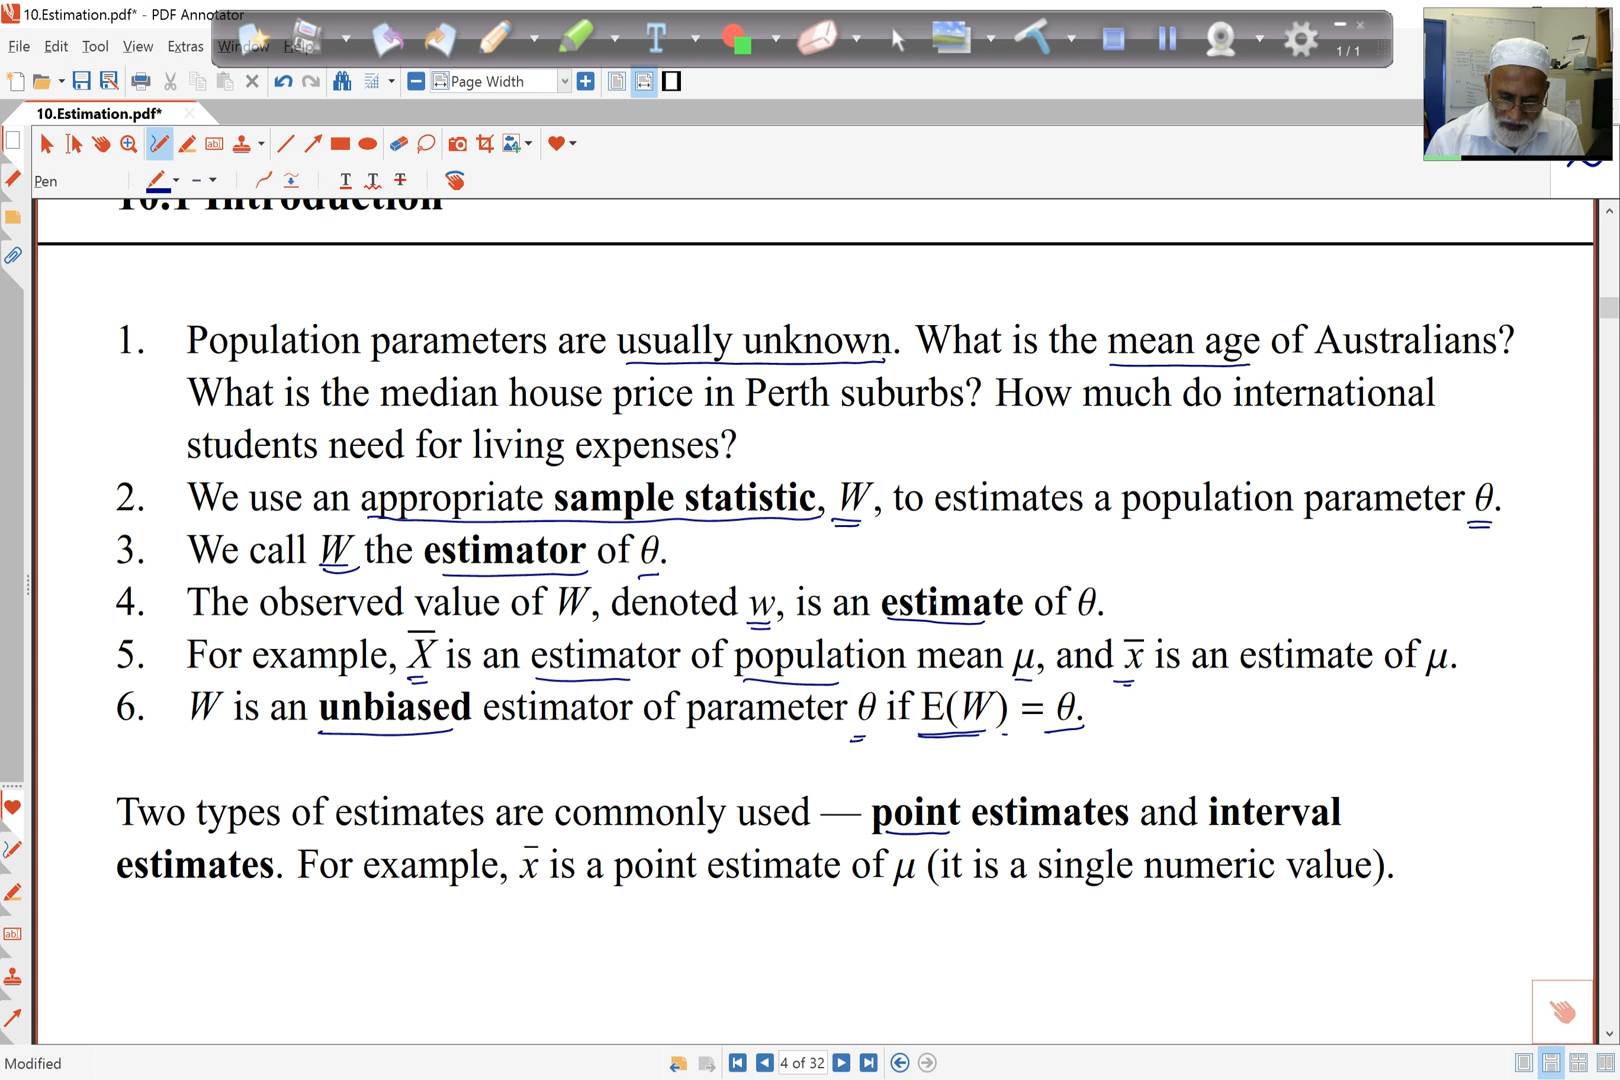 10.Estimation.pdf* - PDF Annotator
File Edit Tool View Extras Window Help
1 / 1
Page Width
10.Estimation.pdf*
Pen
10.1 Introduction
1. Population parameters are usually unknown. What is the mean age of Australians?
What is the median house price in Perth suburbs? How much do international
students need for living expenses?
2. We use an appropriate sample statistic, W, to estimates a population parameter θ.
3. We call W the estimator of θ.
4. The observed value of W, denoted w, is an estimate of θ.
5. For example, X̅ is an estimator of population mean μ, and x̅ is an estimate of μ.
6. W is an unbiased estimator of parameter θ if E(W) = θ.
Two types of estimates are commonly used — point estimates and interval
estimates. For example, x̅ is a point estimate of μ (it is a single numeric value).
Modified
4 of 32